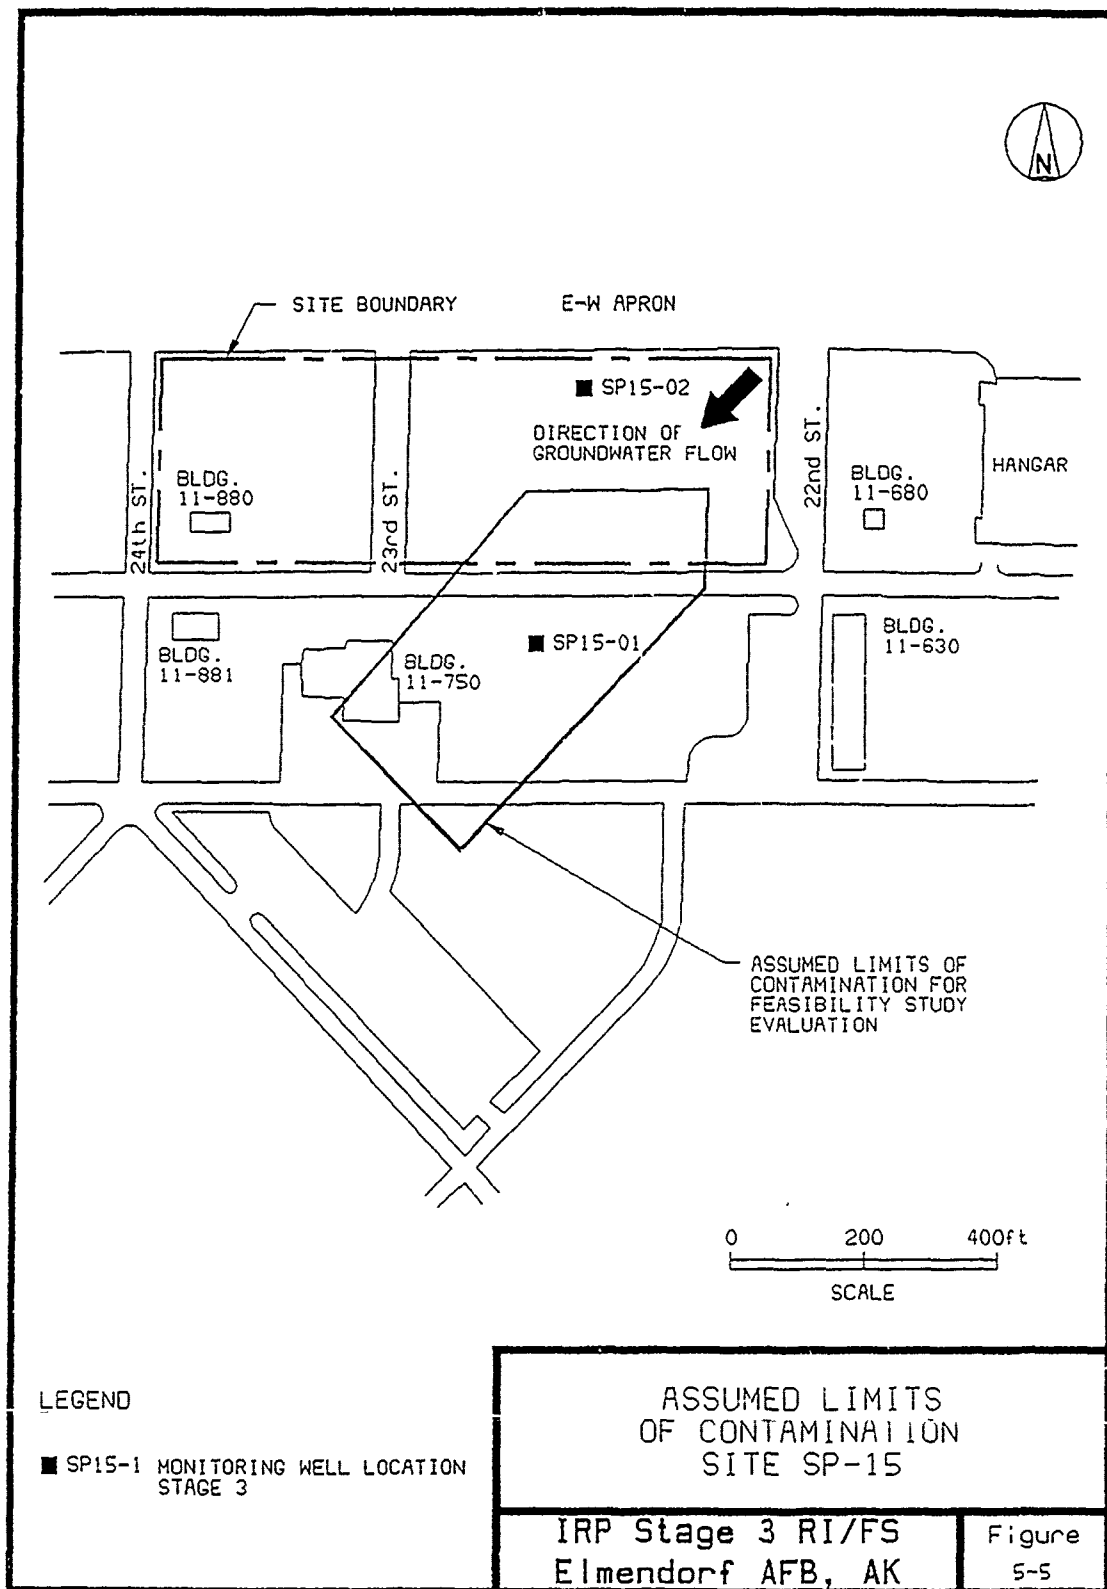 N
SITE BOUNDARY
E-W APRON
SP15-02
DIRECTION OF
GROUNDWATER FLOW
24th ST.
BLDG.
11-880
23rd ST.
22nd ST.
BLDG.
11-680
HANGAR
BLDG.
11-881
BLDG.
11-750
SP15-01
BLDG.
11-630
ASSUMED LIMITS OF
CONTAMINATION FOR
FEASIBILITY STUDY
EVALUATION
0 200 400ft
SCALE
LEGEND
SP15-1 MONITORING WELL LOCATION
STAGE 3
ASSUMED LIMITS
OF CONTAMINATION
SITE SP-15
IRP Stage 3 RI/FS
Elmendorf AFB, AK
Figure
5-5